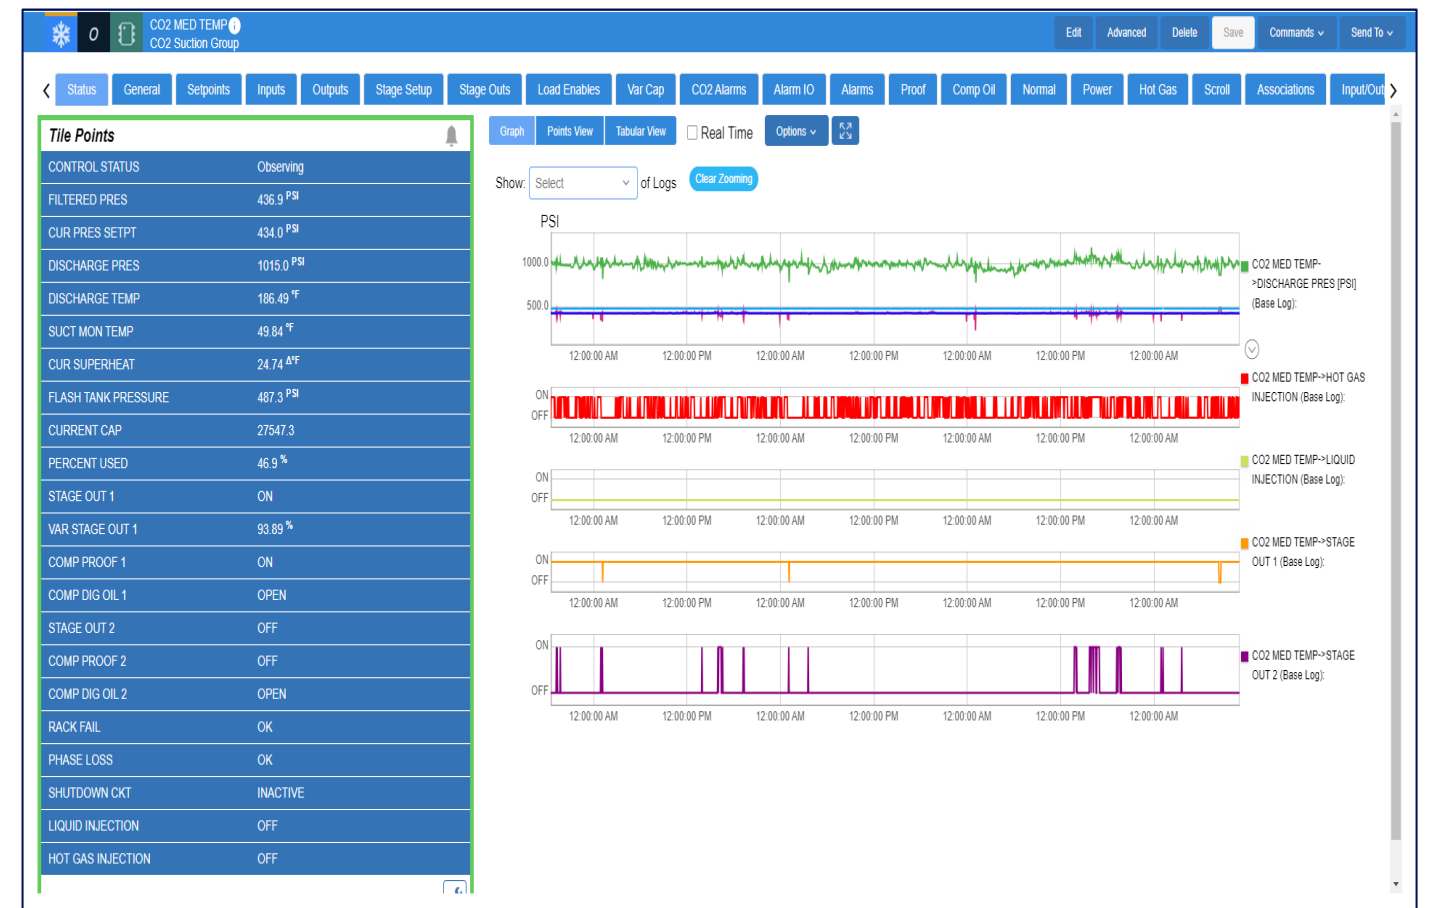 0
CO2 MED TEMP
CO2 Suction Group
Edit Advanced Delete Save Commands Send To
Status General Setpoints Inputs Outputs Stage Setup Stage Outs Load Enables Var Cap CO2 Alarms Alarm IO Alarms Proof Comp Oil Normal Power Hot Gas Scroll Associations Input/Out
Tile Points
CONTROL STATUS Observing
FILTERED PRES 436.9 PSI
CUR PRES SETPT 434.0 PSI
DISCHARGE PRES 1015.0 PSI
DISCHARGE TEMP 186.49 °F
SUCT MON TEMP 49.84 °F
CUR SUPERHEAT 24.74 Δ°F
FLASH TANK PRESSURE 487.3 PSI
CURRENT CAP 27547.3
PERCENT USED 46.9 %
STAGE OUT 1 ON
VAR STAGE OUT 1 93.89 %
COMP PROOF 1 ON
COMP DIG OIL 1 OPEN
STAGE OUT 2 OFF
COMP PROOF 2 OFF
COMP DIG OIL 2 OPEN
RACK FAIL OK
PHASE LOSS OK
SHUTDOWN CKT INACTIVE
LIQUID INJECTION OFF
HOT GAS INJECTION OFF
Graph Points View Tabular View Real Time Options
Show: Select of Logs Clear Zooming
PSI
1000.0
500.0
12:00:00 AM 12:00:00 PM 12:00:00 AM 12:00:00 PM 12:00:00 AM 12:00:00 PM 12:00:00 AM
CO2 MED TEMP-
>DISCHARGE PRES [PSI]
(Base Log):
ON
OFF
12:00:00 AM 12:00:00 PM 12:00:00 AM 12:00:00 PM 12:00:00 AM 12:00:00 PM 12:00:00 AM
CO2 MED TEMP->HOT GAS
INJECTION (Base Log):
ON
OFF
12:00:00 AM 12:00:00 PM 12:00:00 AM 12:00:00 PM 12:00:00 AM 12:00:00 PM 12:00:00 AM
CO2 MED TEMP->LIQUID
INJECTION (Base Log):
ON
OFF
12:00:00 AM 12:00:00 PM 12:00:00 AM 12:00:00 PM 12:00:00 AM 12:00:00 PM 12:00:00 AM
CO2 MED TEMP->STAGE
OUT 1 (Base Log):
ON
OFF
12:00:00 AM 12:00:00 PM 12:00:00 AM 12:00:00 PM 12:00:00 AM 12:00:00 PM 12:00:00 AM
CO2 MED TEMP->STAGE
OUT 2 (Base Log):